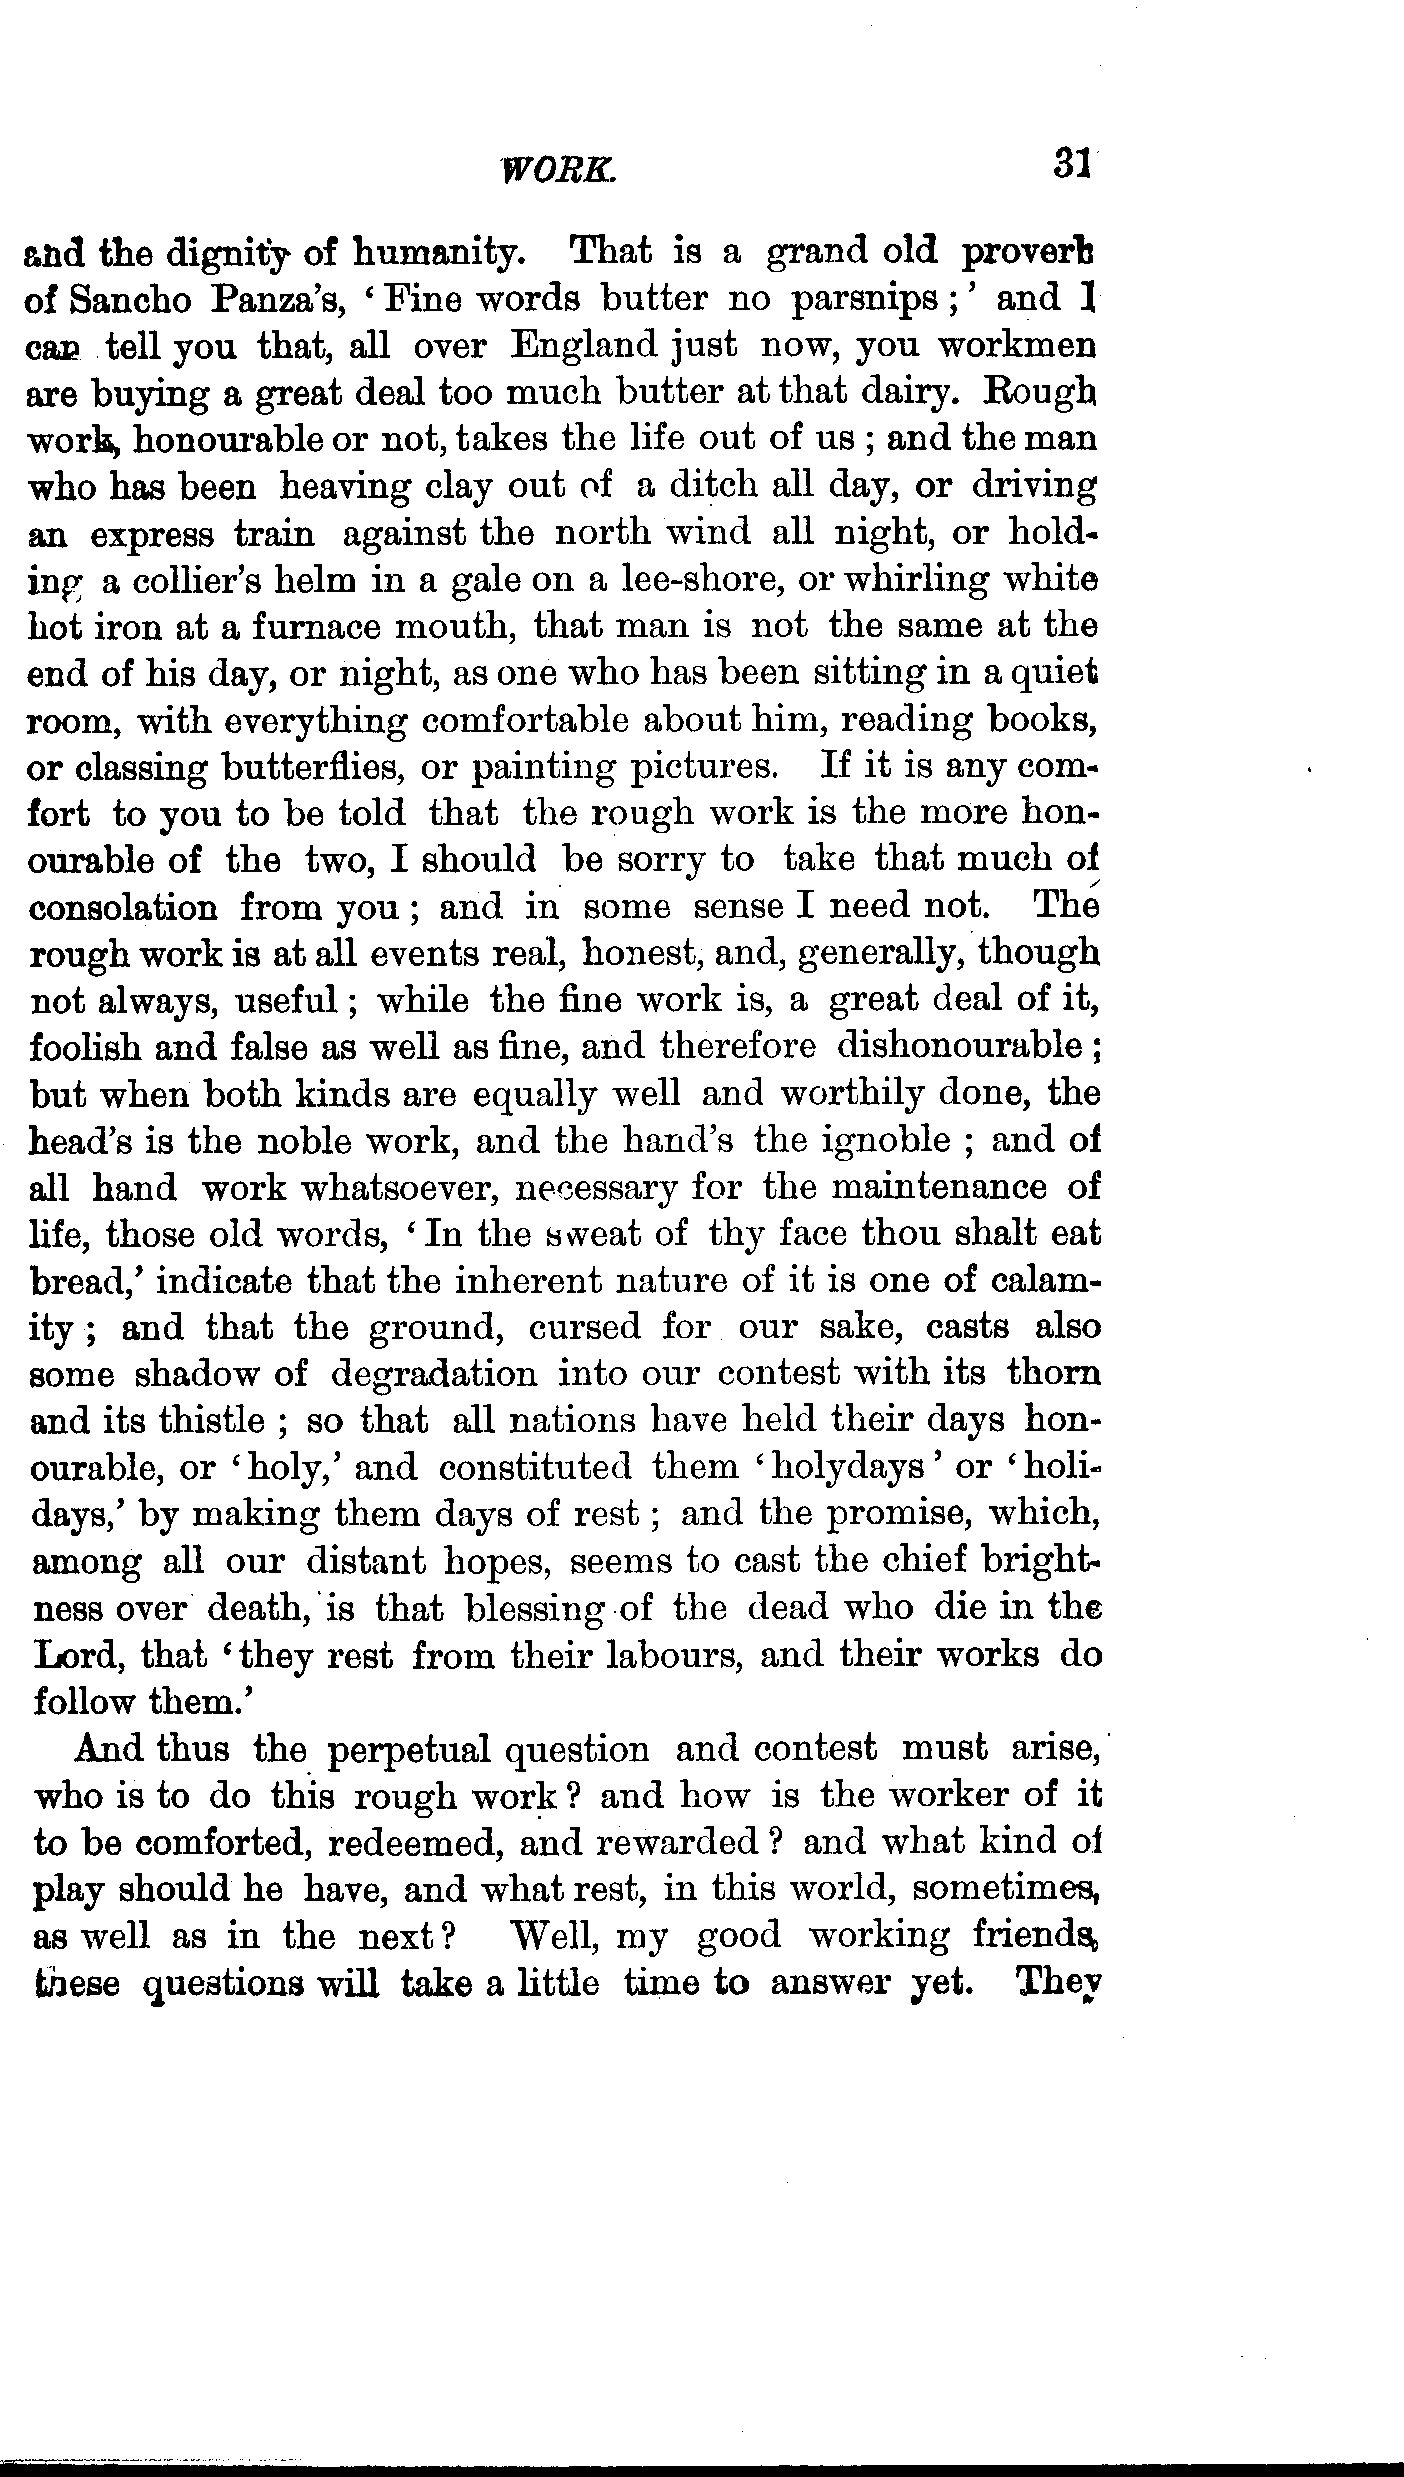 WORK. 31
and the dignity of humanity. That is a grand old proverb
of Sancho Panza's, ‘Fine words butter no parsnips;’ and I
can tell you that, all over England just now, you workmen
are buying a great deal too much butter at that dairy. Rough
work, honourable or not, takes the life out of us; and the man
who has been heaving clay out of a ditch all day, or driving
an express train against the north wind all night, or hold-
ing a collier's helm in a gale on a lee-shore, or whirling white
hot iron at a furnace mouth, that man is not the same at the
end of his day, or night, as one who has been sitting in a quiet
room, with everything comfortable about him, reading books,
or classing butterflies, or painting pictures. If it is any com-
fort to you to be told that the rough work is the more hon-
ourable of the two, I should be sorry to take that much of
consolation from you; and in some sense I need not. The
rough work is at all events real, honest, and, generally, though
not always, useful; while the fine work is, a great deal of it,
foolish and false as well as fine, and therefore dishonourable;
but when both kinds are equally well and worthily done, the
head's is the noble work, and the hand's the ignoble; and of
all hand work whatsoever, necessary for the maintenance of
life, those old words, ‘In the sweat of thy face thou shalt eat
bread,’ indicate that the inherent nature of it is one of calam-
ity; and that the ground, cursed for our sake, casts also
some shadow of degradation into our contest with its thorn
and its thistle; so that all nations have held their days hon-
ourable, or ‘holy,’ and constituted them ‘holydays’ or ‘holi-
days,’ by making them days of rest; and the promise, which,
among all our distant hopes, seems to cast the chief bright-
ness over death, is that blessing of the dead who die in the
Lord, that ‘they rest from their labours, and their works do
follow them.’
And thus the perpetual question and contest must arise,
who is to do this rough work? and how is the worker of it
to be comforted, redeemed, and rewarded? and what kind of
play should he have, and what rest, in this world, sometimes,
as well as in the next? Well, my good working friends,
these questions will take a little time to answer yet. They